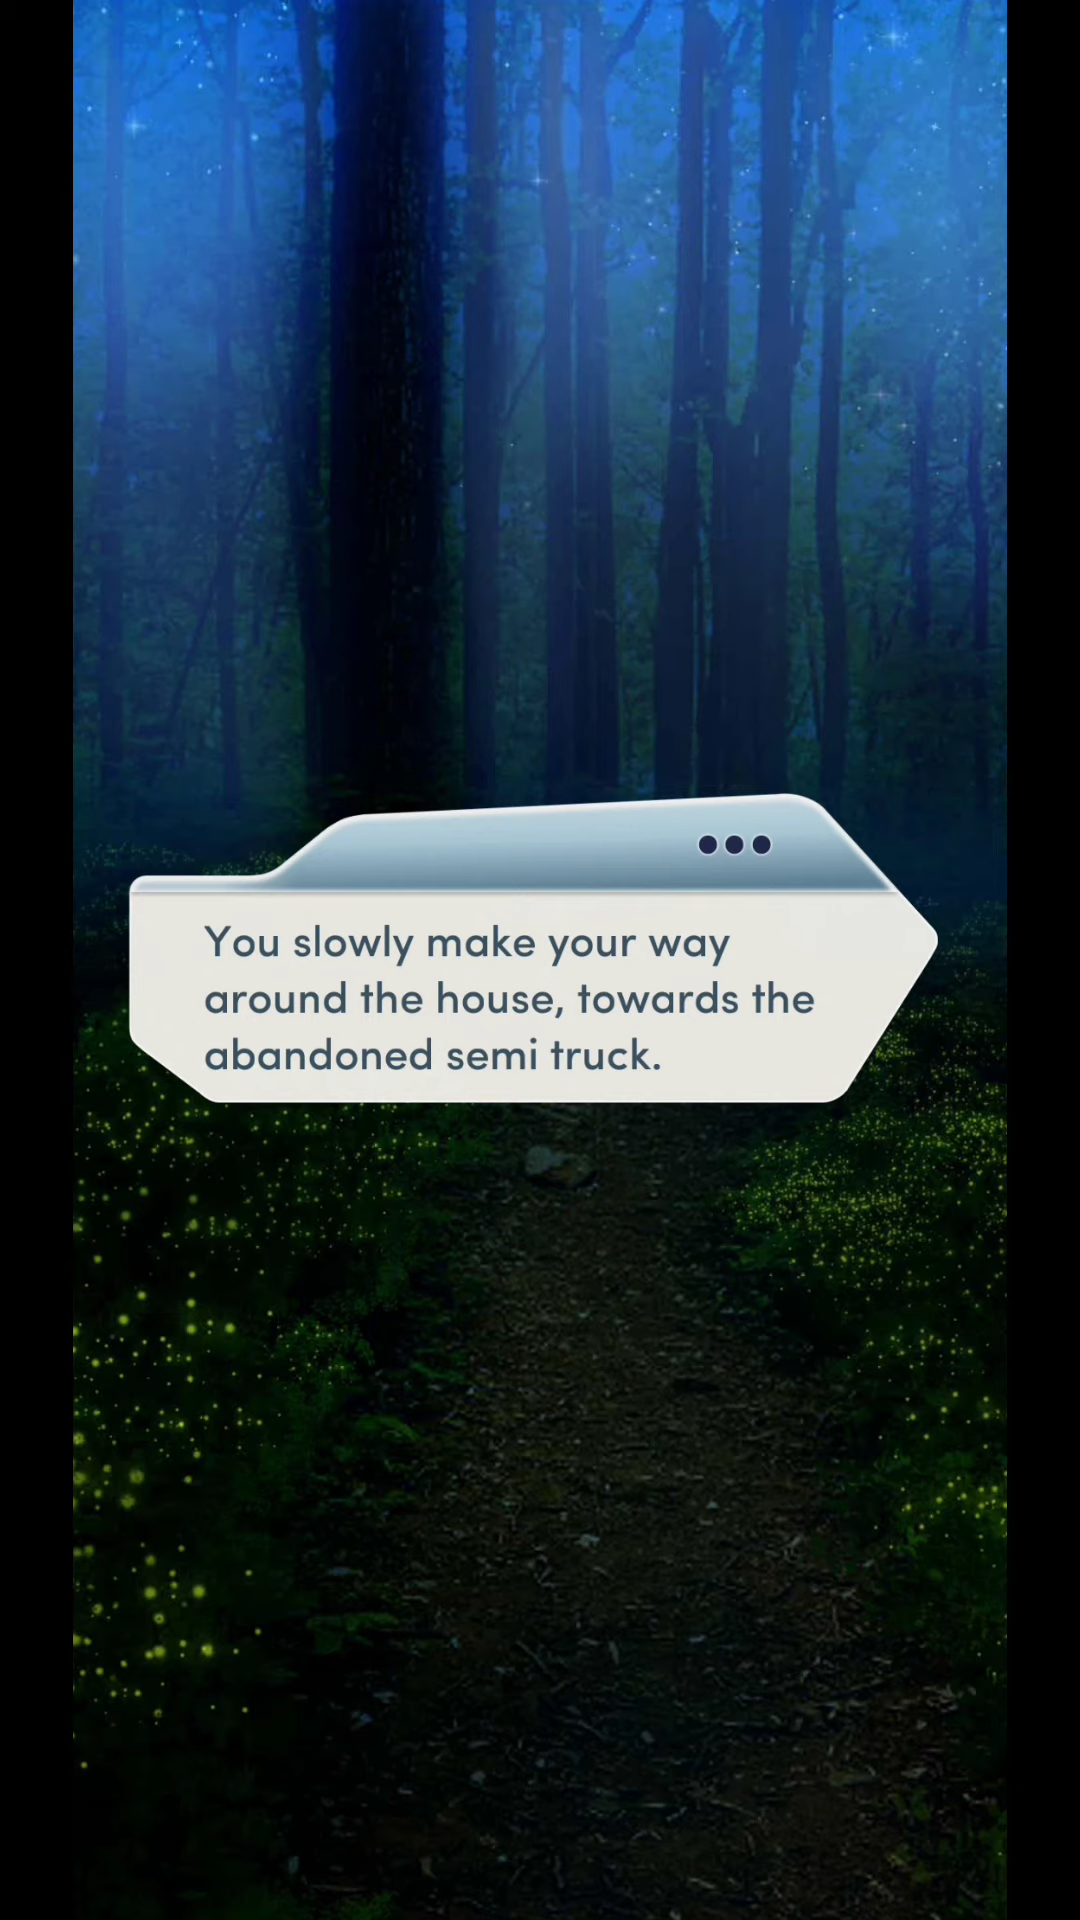 You slowly make your way
around the house, towards the
abandoned semi truck.